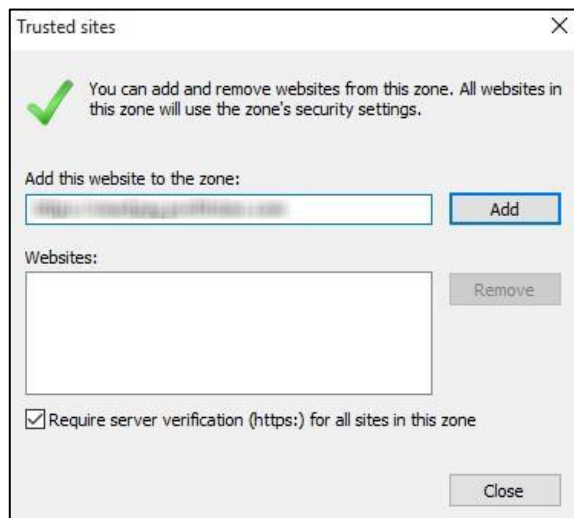 Trusted sites
You can add and remove websites from this zone. All websites in
this zone will use the zone's security settings.
Add this website to the zone:
Add
Websites:
Remove
Require server verification (https:) for all sites in this zone
Close